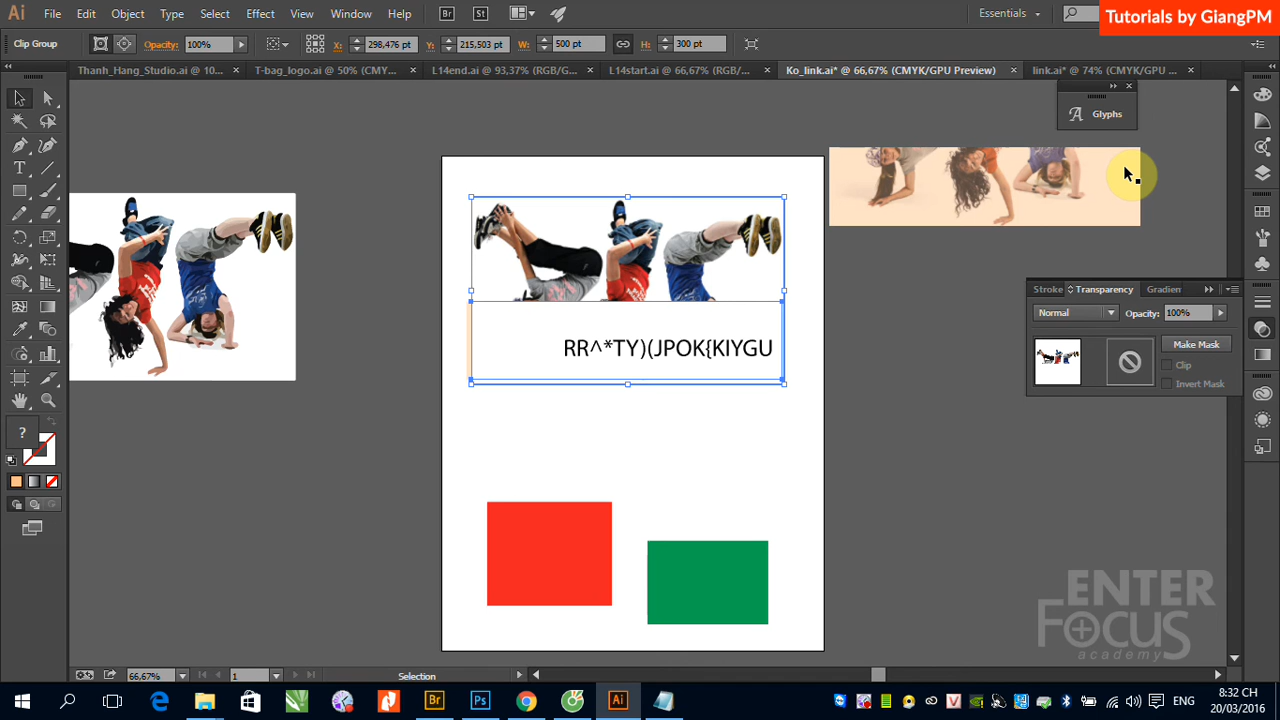 Ai File Edit Object Type Select Effect View Window Help Br St Essentials
Tutorials by GiangPM
Clip Group Opacity: 100% X: 298,476 pt Y: 215,503 pt W: 500 pt H: 300 pt
Thanh_Hang_Studio.ai @ 10... × T-bag_logo.ai @ 50% (CMY... × L14end.ai @ 93,37% (RGB/G... × L14start.ai @ 66,67% (RGB/... × Ko_link.ai* @ 66,67% (CMYK/GPU Preview) × link.ai* @ 74% (CMYK/GPU ... ×
A Glyphs
Stroke Transparency Gradien
Normal Opacity: 100%
Make Mask
Clip
Invert Mask
RR^*TY)(JPOK{KIYGU
?
ENTER
FOCUS
academy
66,67% 1 Selection
Br Ps Ai ENG 8:32 CH
20/03/2016